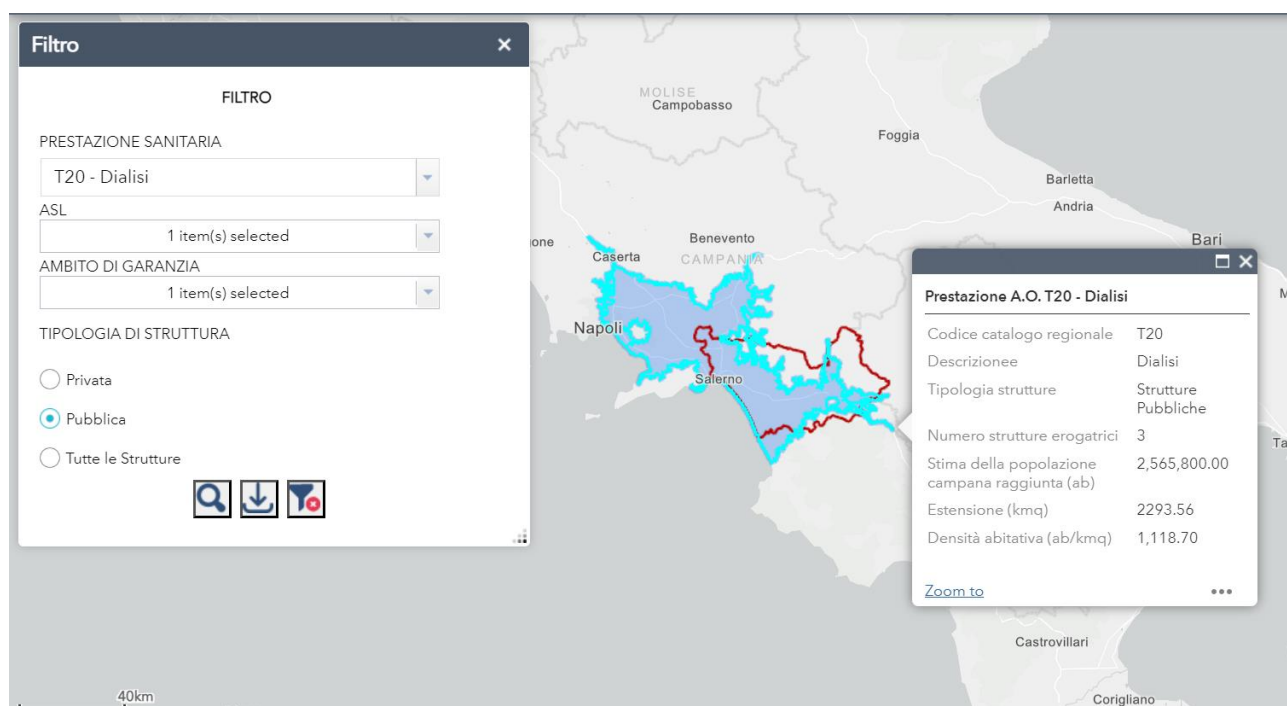 Filtro
FILTRO
PRESTAZIONE SANITARIA
T20 - Dialisi
ASL
1 item(s) selected
AMBITO DI GARANZIA
1 item(s) selected
TIPOLOGIA DI STRUTTURA
Privata
Pubblica
Tutte le Strutture
MOLISE
Campobasso
Foggia
Barletta
Andria
Bari
Benevento
Caserta
CAMPANIA
Napoli
Salerno
Prestazione A.O. T20 - Dialisi
Codice catalogo regionale T20
Descrizionee Dialisi
Tipologia strutture Strutture
Pubbliche
Numero strutture erogatrici 3
Stima della popolazione 2,565,800.00
campana raggiunta (ab)
Estensione (kmq) 2293.56
Densità abitativa (ab/kmq) 1,118.70
Zoom to
Castrovillari
Corigliano
40km